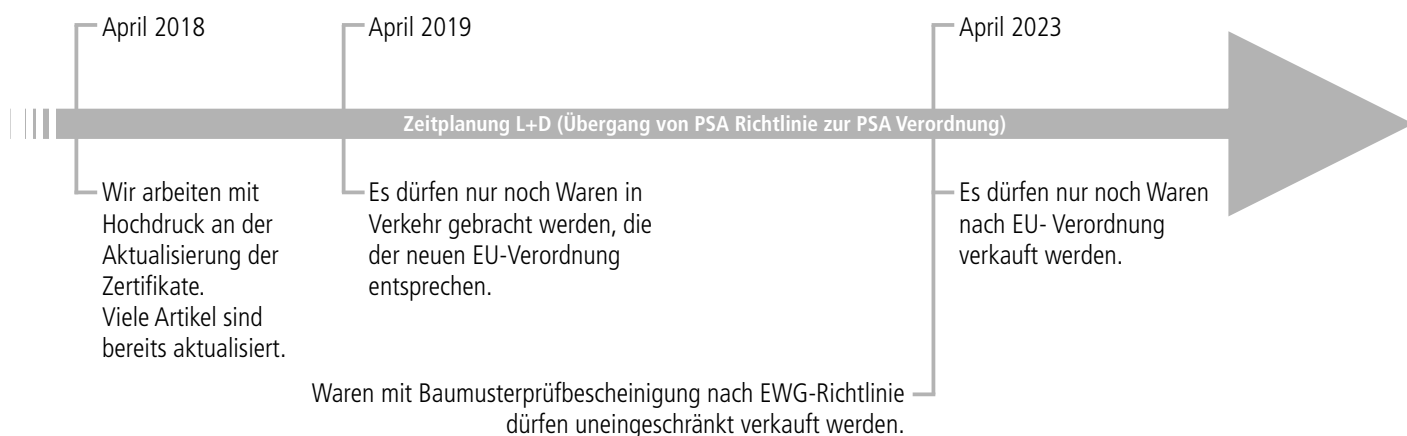 April 2018
April 2019
April 2023
Zeitplanung L+D (Übergang von PSA Richtlinie zur PSA Verordnung)
Wir arbeiten mit
Hochdruck an der
Aktualisierung der
Zertifikate.
Viele Artikel sind
bereits aktualisiert.
Es dürfen nur noch Waren in
Verkehr gebracht werden, die
der neuen EU-Verordnung
entsprechen.
Es dürfen nur noch Waren
nach EU- Verordnung
verkauft werden.
Waren mit Baumusterprüfbescheinigung nach EWG-Richtlinie
dürfen uneingeschränkt verkauft werden.